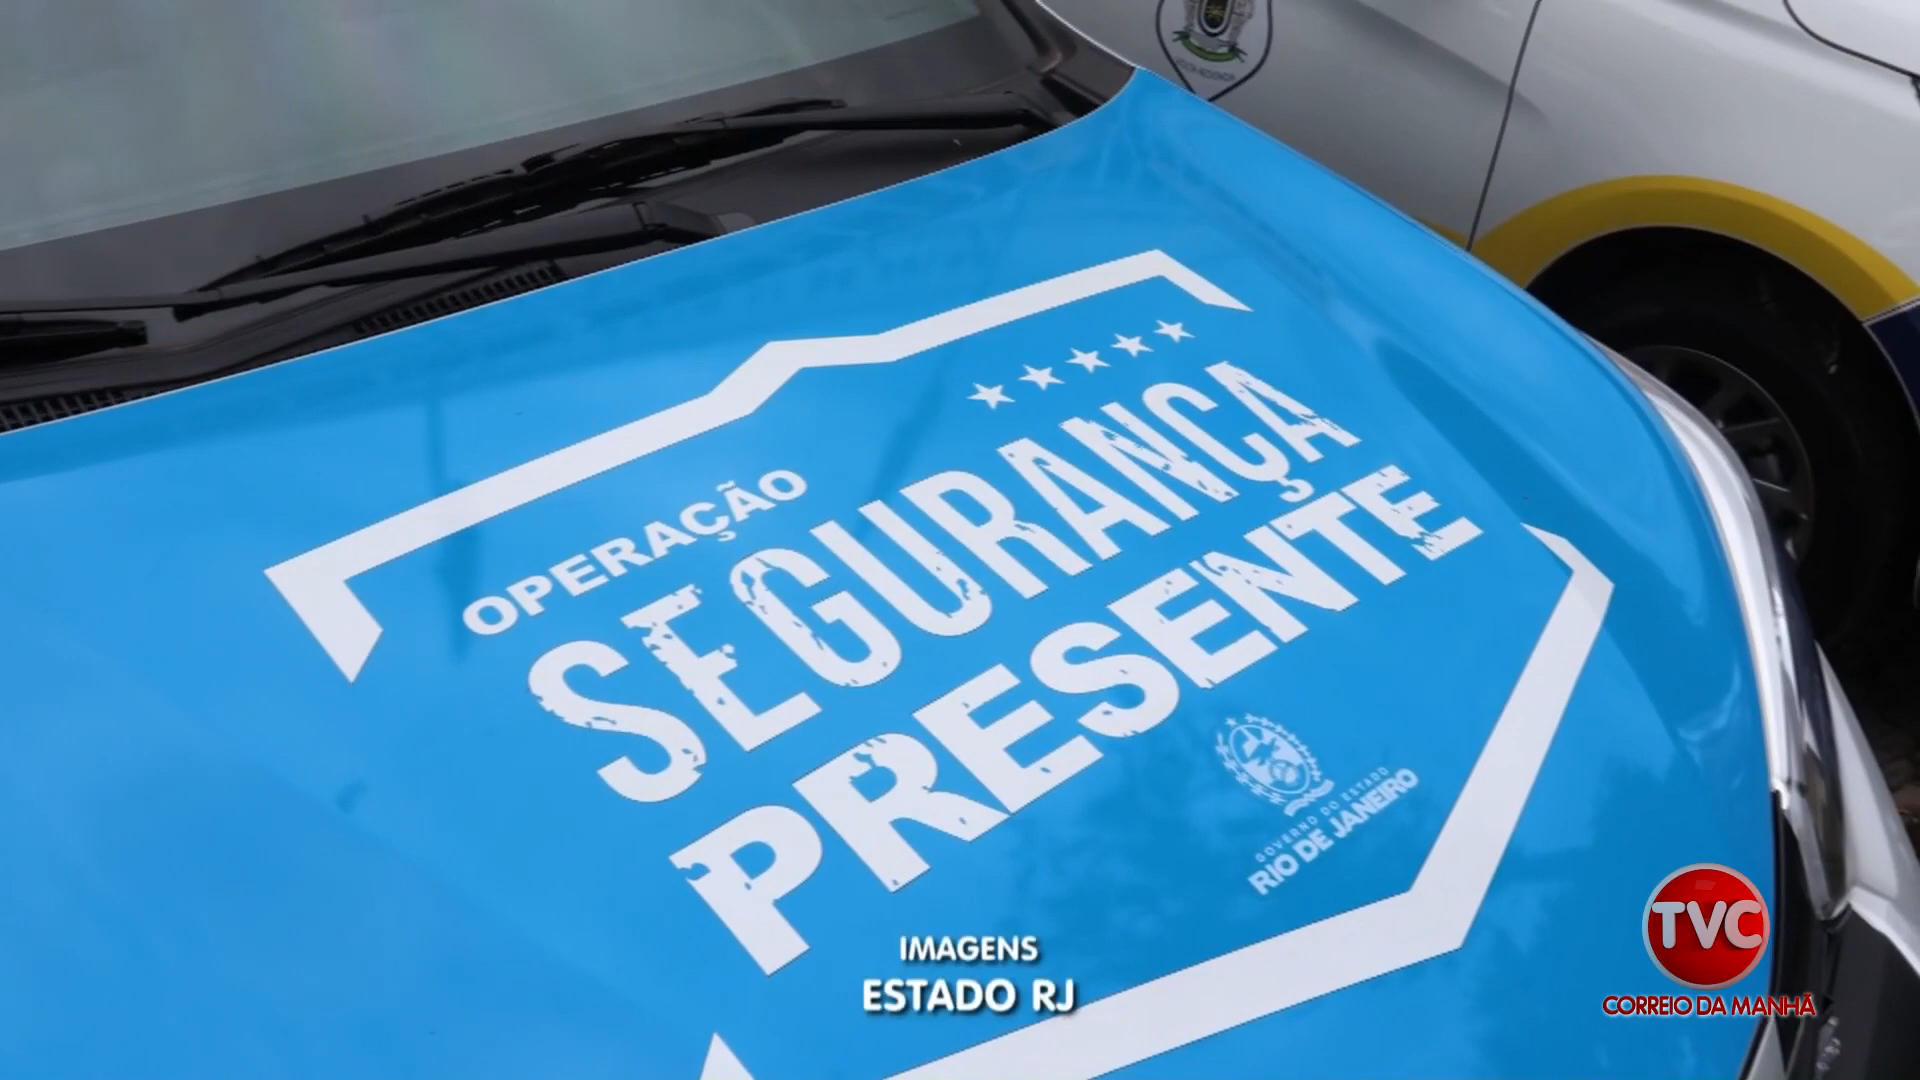 OPERAÇÃO
SEGURANÇA
PRESENTE
GOVERNO DO ESTADO
RIO DE JANEIRO
IMAGENS
ESTADO RJ
TVC
CORREIO DA MANHÃ